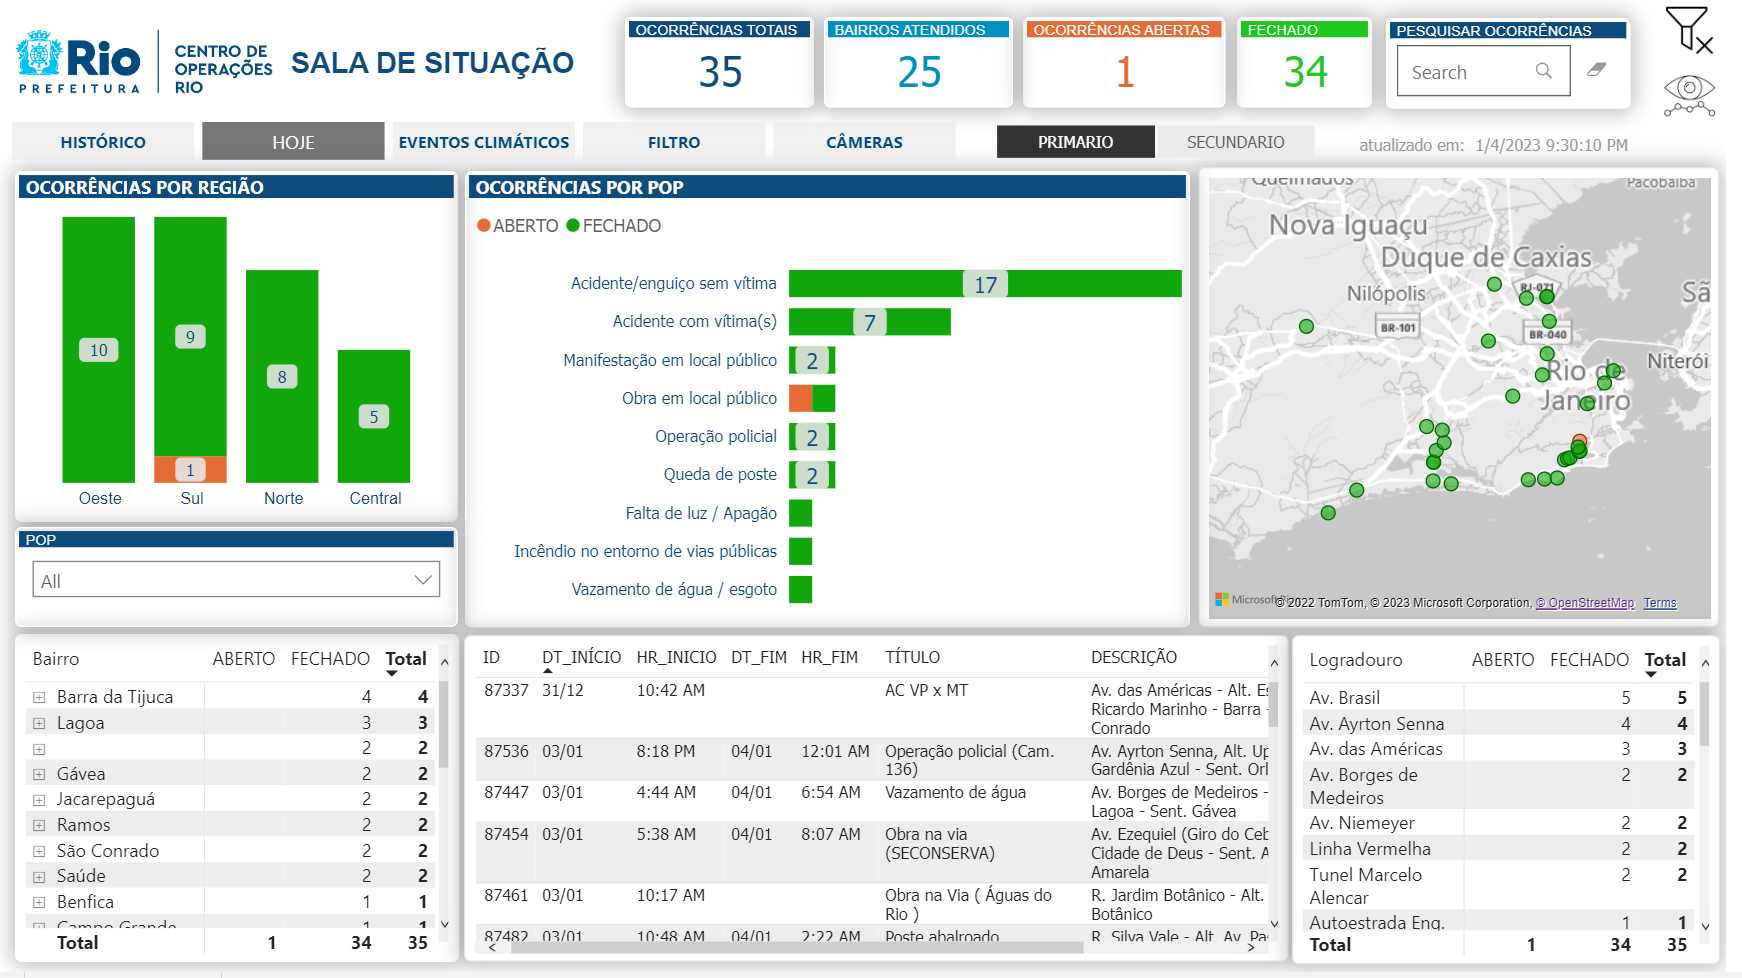 Rio
PREFEITURA
CENTRO DE
OPERAÇÕES
RIO
SALA DE SITUAÇÃO
OCORRÊNCIAS TOTAIS
35
BAIRROS ATENDIDOS
25
OCORRÊNCIAS ABERTAS
1
FECHADO
34
PESQUISAR OCORRÊNCIAS
Search
HISTÓRICO
HOJE
EVENTOS CLIMÁTICOS
FILTRO
CÂMERAS
PRIMARIO
SECUNDARIO
atualizado em: 1/4/2023 9:30:10 PM
OCORRÊNCIAS POR REGIÃO
10
9
1
8
5
Oeste
Sul
Norte
Central
POP
All
OCORRÊNCIAS POR POP
ABERTO FECHADO
Acidente/enguiço sem vítima 17
Acidente com vítima(s) 7
Manifestação em local público 2
Obra em local público
Operação policial 2
Queda de poste 2
Falta de luz / Apagão
Incêndio no entorno de vias públicas
Vazamento de água / esgoto
Queimados
Pacobaíba
Nova Iguaçu
Duque de Caxias
Nilópolis
RJ-071
Sã
BR-101
BR-040
Niterói
Rio de
Janeiro
Microsoft
© 2022 TomTom, © 2023 Microsoft Corporation, © OpenStreetMap Terms
Bairro ABERTO FECHADO Total
Barra da Tijuca 4 4
Lagoa 3 3
2 2
Gávea 2 2
Jacarepaguá 2 2
Ramos 2 2
São Conrado 2 2
Saúde 2 2
Benfica 1 1
Campo Grande 1 1
Total 1 34 35
ID DT_INÍCIO HR_INICIO DT_FIM HR_FIM TÍTULO DESCRIÇÃO
87337 31/12 10:42 AM AC VP x MT Av. das Américas - Alt. Es
Ricardo Marinho - Barra -
Conrado
87536 03/01 8:18 PM 04/01 12:01 AM Operação policial (Cam. Av. Ayrton Senna, Alt. Up
136) Gardênia Azul - Sent. Orl
87447 03/01 4:44 AM 04/01 6:54 AM Vazamento de água Av. Borges de Medeiros -
Lagoa - Sent. Gávea
87454 03/01 5:38 AM 04/01 8:07 AM Obra na via Av. Ezequiel (Giro do Ceb
(SECONSERVA) Cidade de Deus - Sent. A
Amarela
87461 03/01 10:17 AM Obra na Via ( Águas do R. Jardim Botânico - Alt.
Rio ) Botânico
87482 03/01 10:48 AM 04/01 2:22 AM Poste abalroado R. Silva Vale - Alt. Av. Pa
Logradouro ABERTO FECHADO Total
Av. Brasil 5 5
Av. Ayrton Senna 4 4
Av. das Américas 3 3
Av. Borges de 2 2
Medeiros
Av. Niemeyer 2 2
Linha Vermelha 2 2
Tunel Marcelo 2 2
Alencar
Autoestrada Eng. 1 1
Total 1 34 35